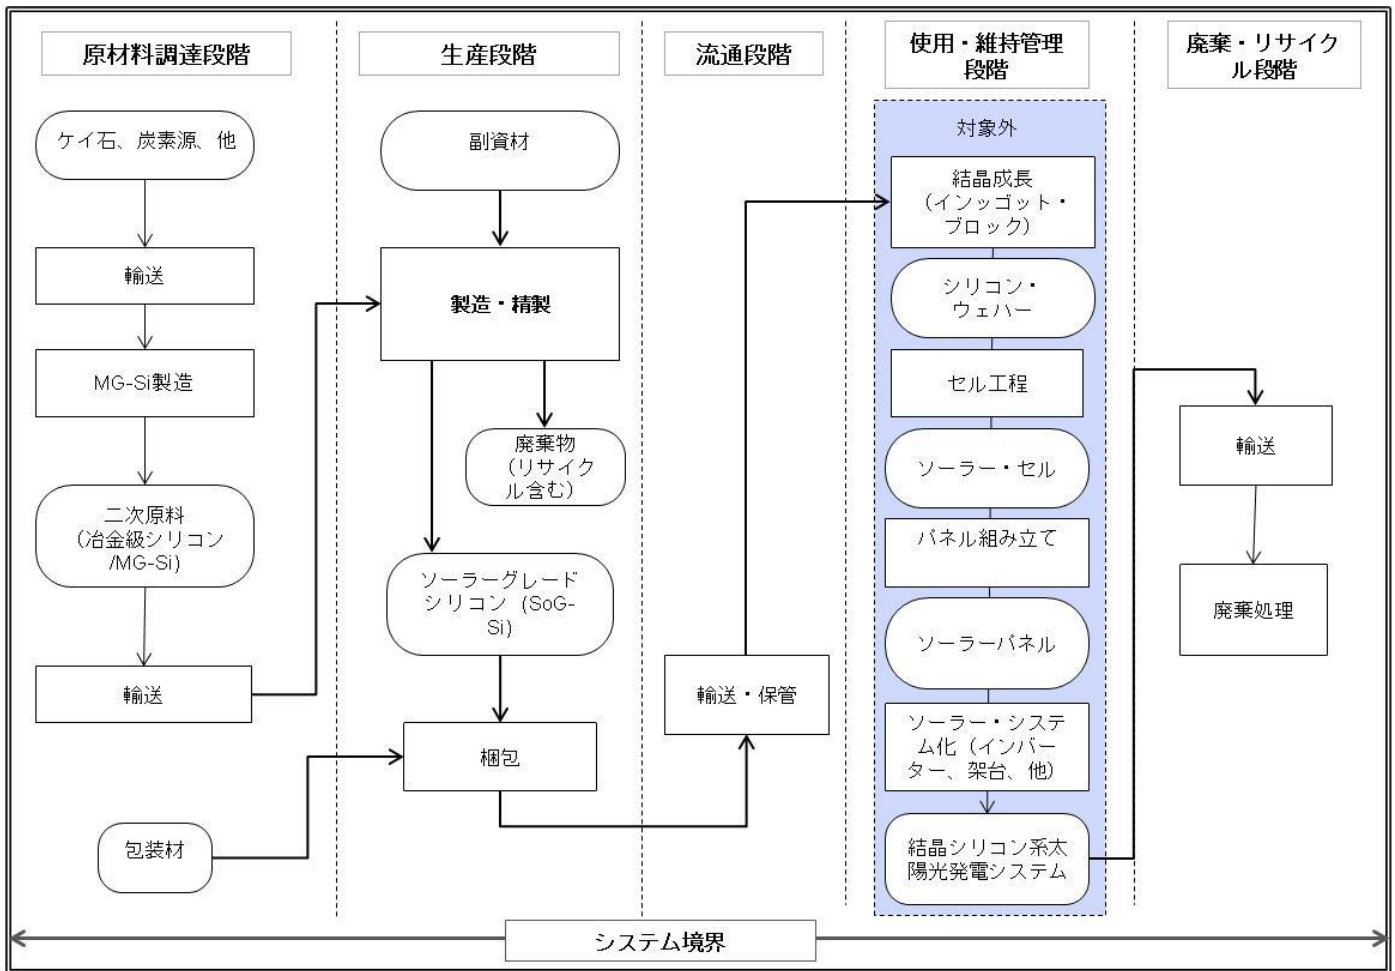 原材料調達段階
ケイ石、炭素源、他
輸送
MG-Si製造
二次原料
（冶金級シリコン
/MG-Si）
輸送
包装材
生産段階
副資材
製造・精製
廃棄物
（リサイク
ル含む）
ソーラーグレード
シリコン（SoG-
Si）
梱包
流通段階
輸送・保管
使用・維持管理
段階
対象外
結晶成長
（インッゴット・
ブロック）
シリコン・
ウェハー
セル工程
ソーラー・セル
パネル組み立て
ソーラーパネル
ソーラー・システ
ム化（インバー
ター、架台、他）
結晶シリコン系太
陽光発電システム
廃棄・リサイク
ル段階
輸送
廃棄処理
システム境界